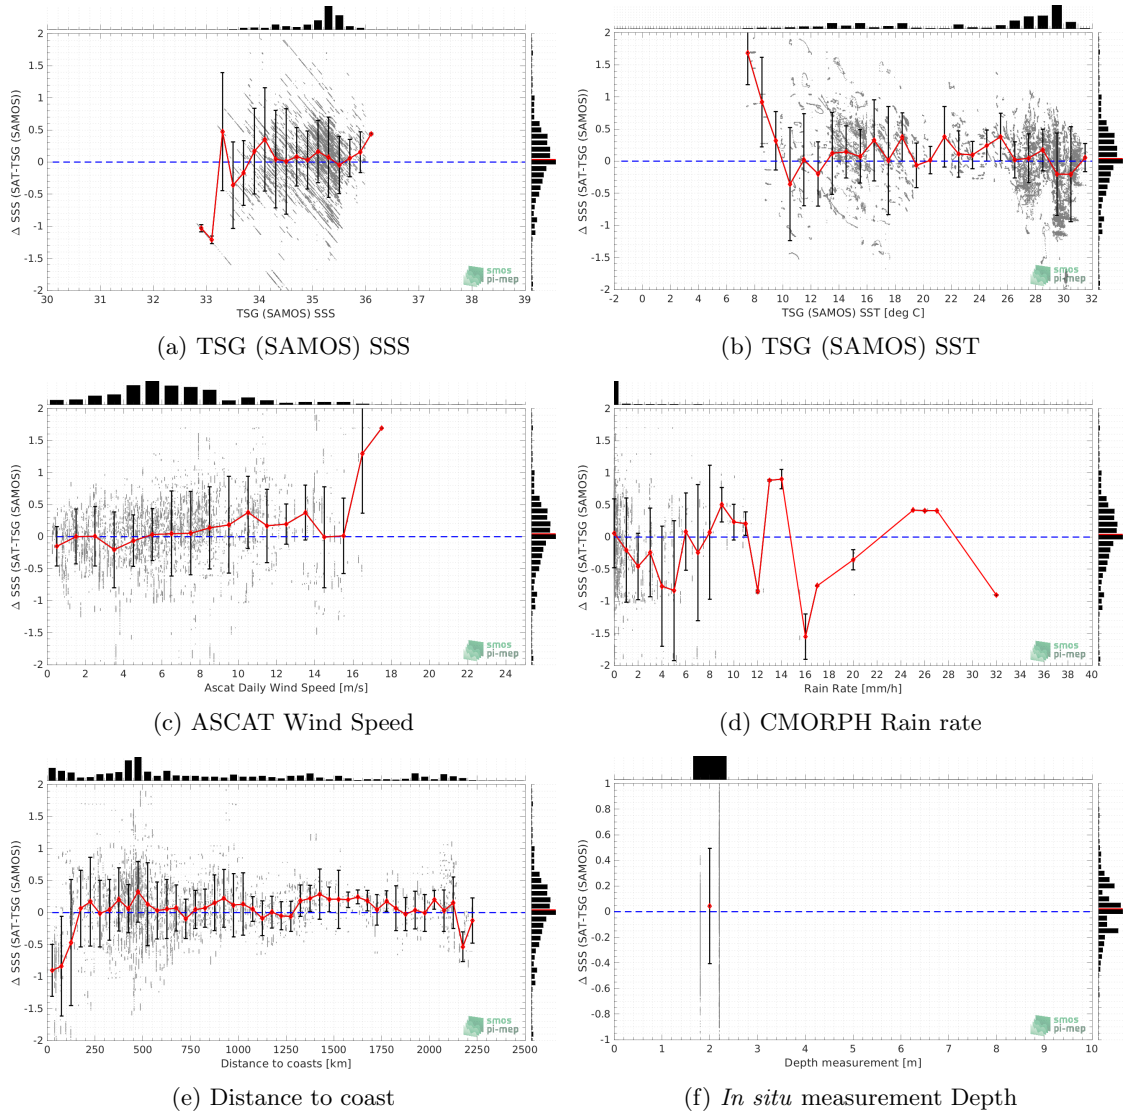 2
1.5
1
0.5
0
-0.5
-1
-1.5
-2
Δ SSS (SAT-TSG (SAMOS))
30 31 32 33 34 35 36 37 38 39
TSG (SAMOS) SSS
smos
pi-mep
(a) TSG (SAMOS) SSS
2
1.5
1
0.5
0
-0.5
-1
-1.5
-2
Δ SSS (SAT-TSG (SAMOS))
-2 0 2 4 6 8 10 12 14 16 18 20 22 24 26 28 30 32
TSG (SAMOS) SST [deg C]
smos
pi-mep
(b) TSG (SAMOS) SST
2
1.5
1
0.5
0
-0.5
-1
-1.5
-2
Δ SSS (SAT-TSG (SAMOS))
0 2 4 6 8 10 12 14 16 18 20 22 24
Ascat Daily Wind Speed [m/s]
smos
pi-mep
(c) ASCAT Wind Speed
2
1.5
1
0.5
0
-0.5
-1
-1.5
-2
Δ SSS (SAT-TSG (SAMOS))
0 2 4 6 8 10 12 14 16 18 20 22 24 26 28 30 32 34 36 38 40
Rain Rate [mm/h]
smos
pi-mep
(d) CMORPH Rain rate
2
1.5
1
0.5
0
-0.5
-1
-1.5
-2
Δ SSS (SAT-TSG (SAMOS))
0 250 500 750 1000 1250 1500 1750 2000 2250 2500
Distance to coasts [km]
smos
pi-mep
(e) Distance to coast
1
0.8
0.6
0.4
0.2
0
-0.2
-0.4
-0.6
-0.8
-1
Δ SSS (SAT-TSG (SAMOS))
0 1 2 3 4 5 6 7 8 9 10
Depth measurement [m]
smos
pi-mep
(f) In situ measurement Depth